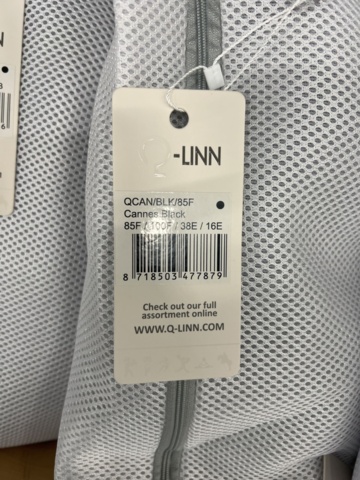 Q-LINN
QCAN/BLK/85F
Cannes Black
85F / 100F / 38E / 16E
8 718503 477879
Check out our full
assortment online
WWW.Q-LINN.COM
INN